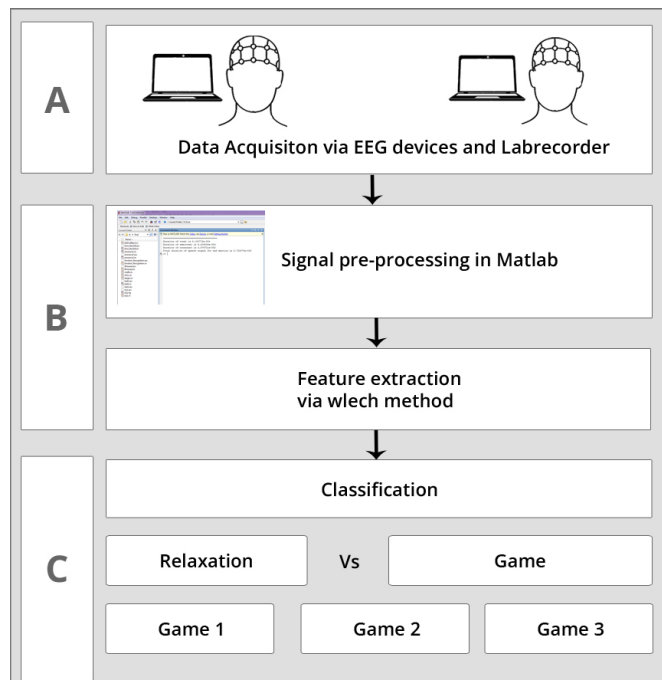 A
Data Acquisiton via EEG devices and Labrecorder
B
Signal pre-processing in Matlab
Feature extraction
via wlech method
C
Classification
Relaxation Vs Game
Game 1 Game 2 Game 3